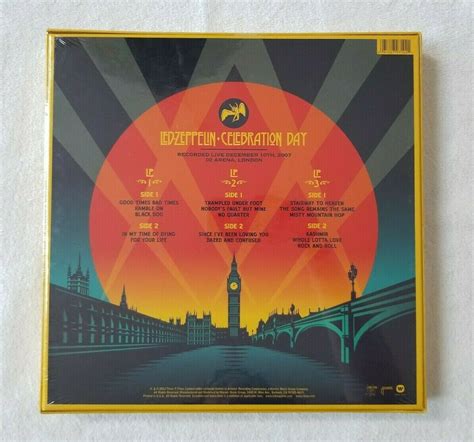 LED ZEPPELIN • CELEBRATION DAY
RECORDED LIVE DECEMBER 10TH, 2007
O2 ARENA, LONDON
LP
1
SIDE 1
GOOD TIMES BAD TIMES
RAMBLE ON
BLACK DOG
SIDE 2
IN MY TIME OF DYING
FOR YOUR LIFE
LP
2
SIDE 1
TRAMPLED UNDER FOOT
NOBODY'S FAULT BUT MINE
NO QUARTER
SIDE 2
SINCE I'VE BEEN LOVING YOU
DAZED AND CONFUSED
LP
3
SIDE 1
STAIRWAY TO HEAVEN
THE SONG REMAINS THE SAME
MISTY MOUNTAIN HOP
SIDE 2
KASHMIR
WHOLE LOTTA LOVE
ROCK AND ROLL